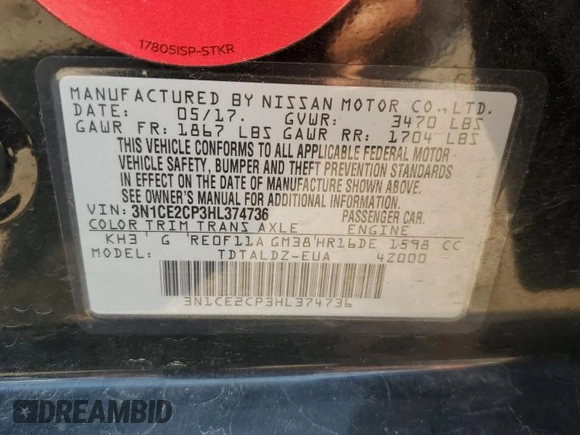 17805ISP-STKR
MANUFACTURED BY NISSAN MOTOR CO., LTD.
DATE: 05/17. GVWR: 3470 LBS
GAWR FR: 1867 LBS GAWR RR: 1704 LBS
THIS VEHICLE CONFORMS TO ALL APPLICABLE FEDERAL MOTOR
VEHICLE SAFETY, BUMPER AND THEFT PREVENTION STANDARDS
IN EFFECT ON THE DATE OF MANUFACTURE SHOWN ABOVE.
SEE OWNER'S MANUAL FOR ADDITIONAL INFORMATION
VIN: 3N1CE2CP3HL374736 PASSENGER CAR.
COLOR TRIM TRANS AXLE ENGINE
KH3 G RE0F11A GM38 HR16DE 1598 CC
MODEL: TDTALDZ-EUA 4Z000
3N1CE2CP3HL374736
DREAMBID